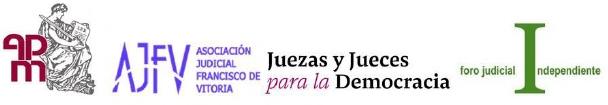 apm
AJFV
ASOCIACIÓN
JUDICIAL
FRANCISCO DE
VITORIA
Juezas y Jueces
para la Democracia
foro judicial Independiente